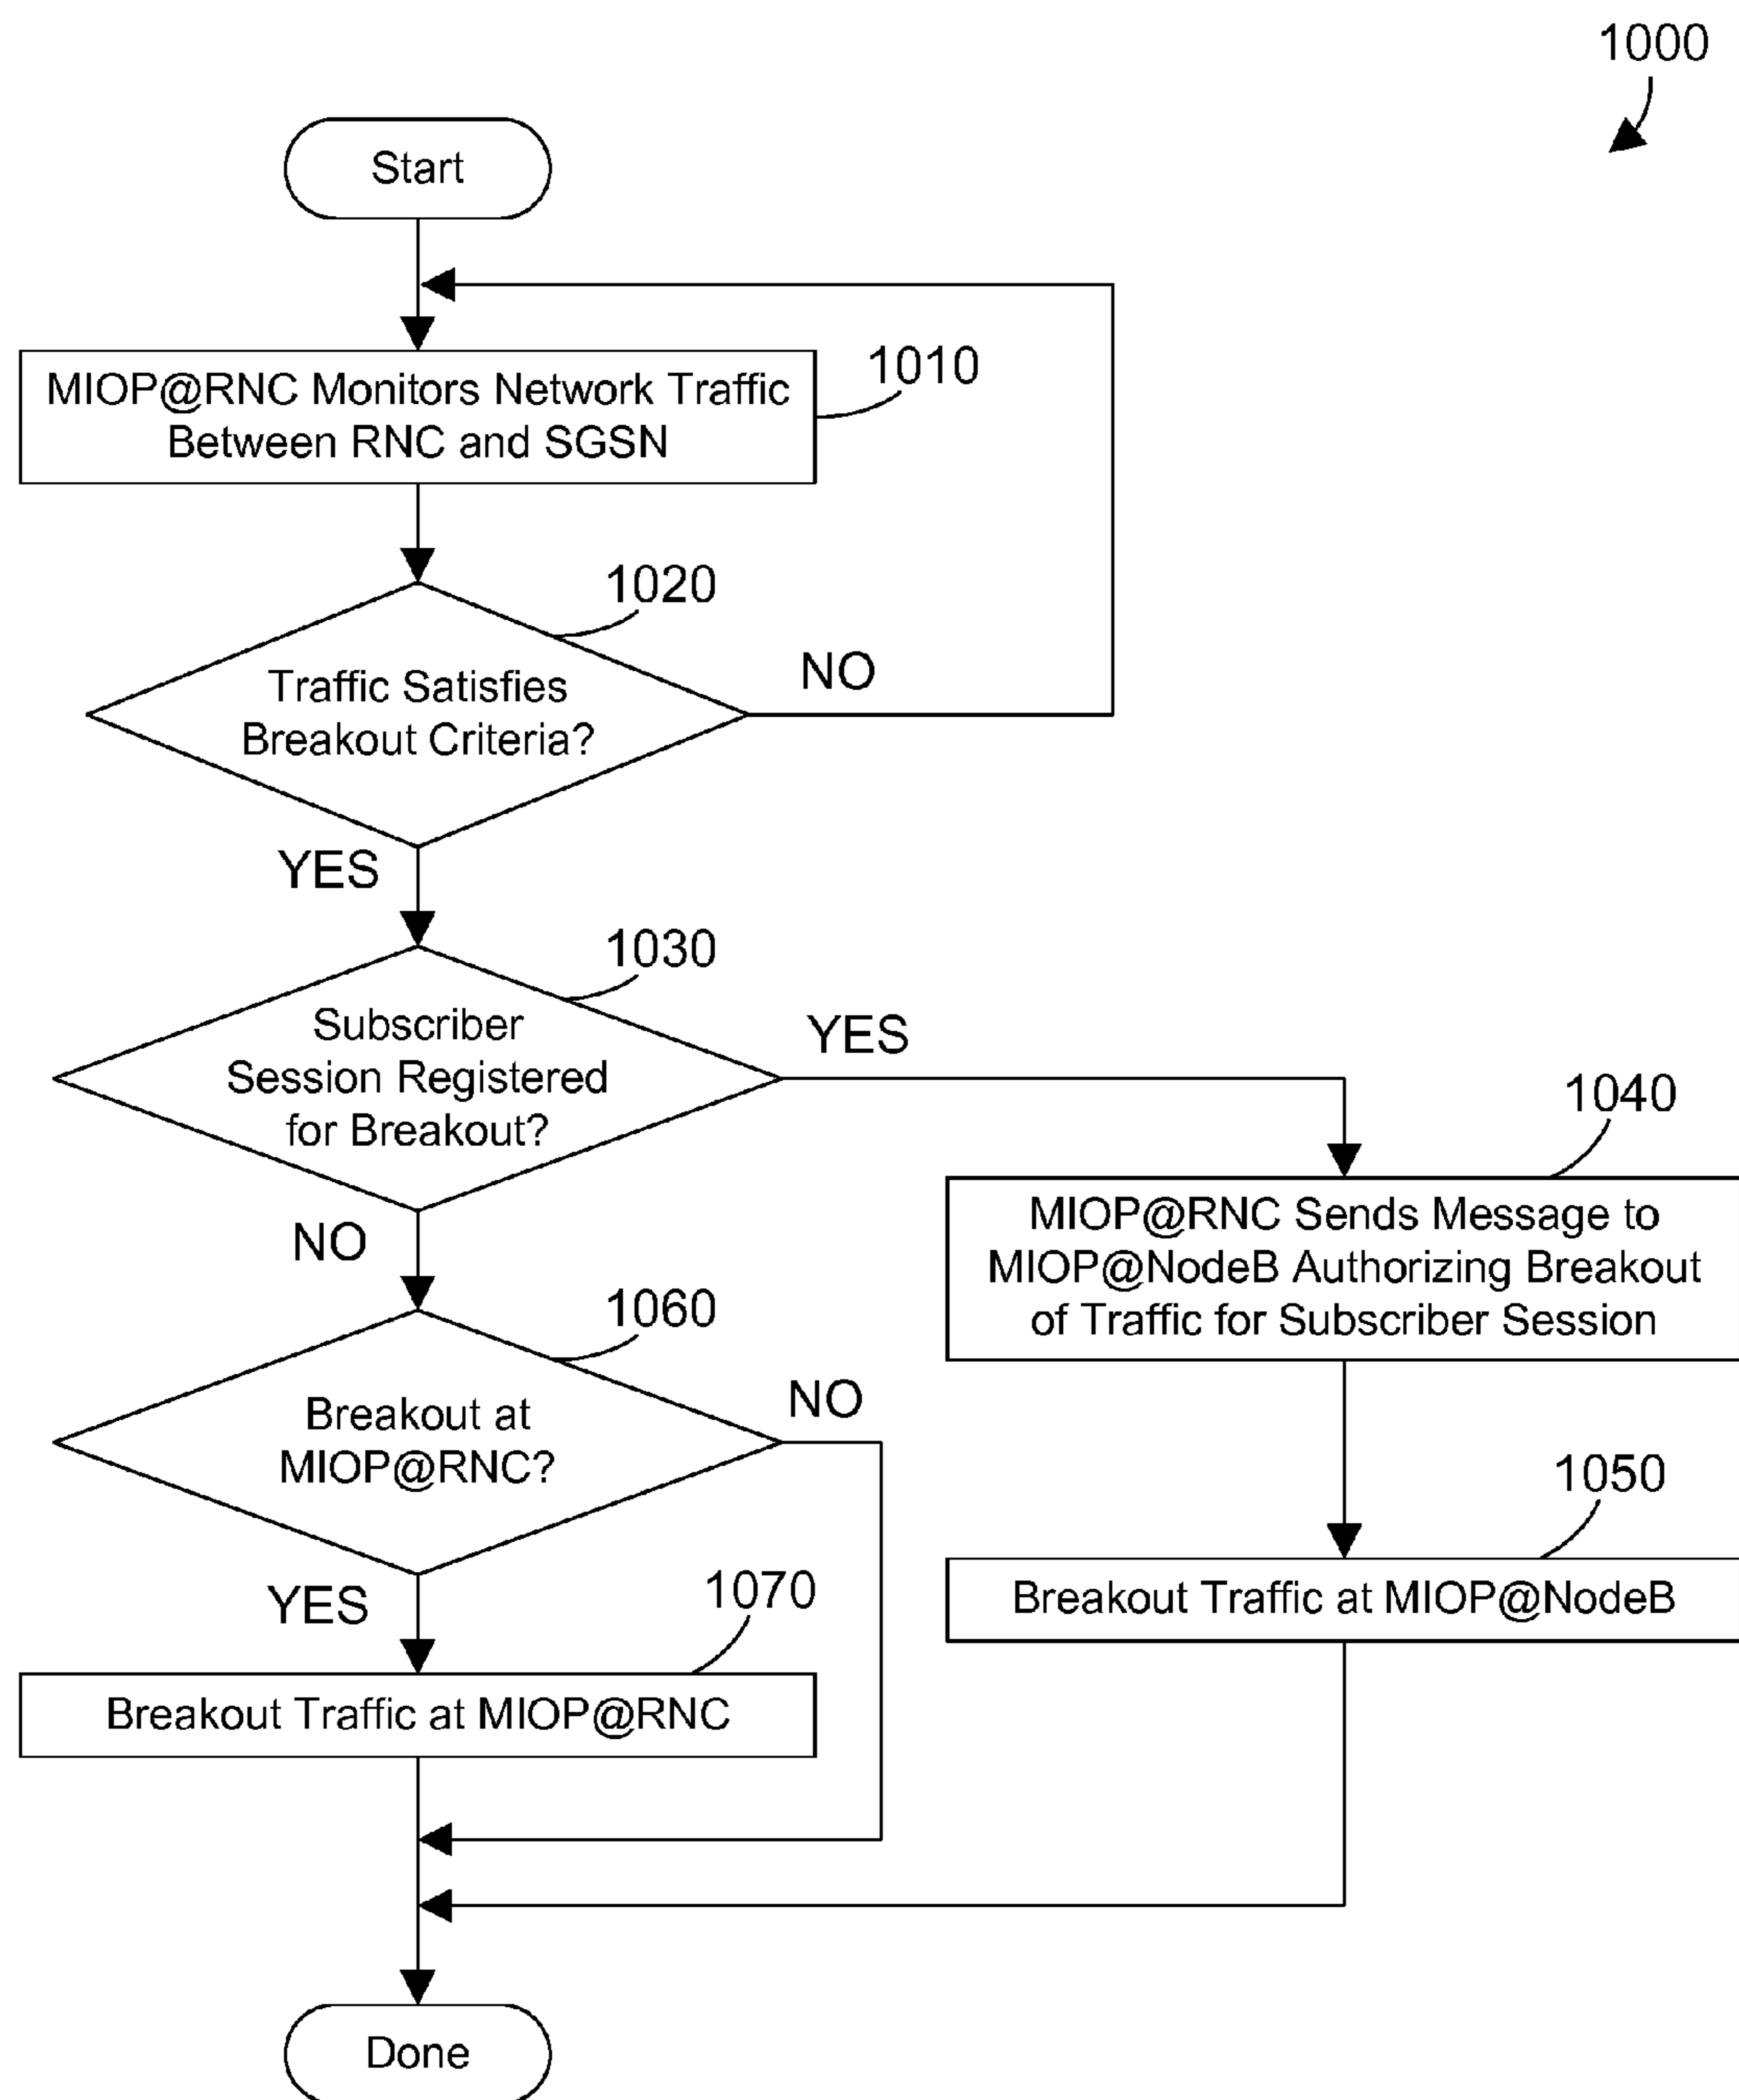 1000
Start
1010
MIOP@RNC Monitors Network Traffic
Between RNC and SGSN
1020
Traffic Satisfies
Breakout Criteria?
NO
YES
1030
Subscriber
Session Registered
for Breakout?
YES
NO
1040
MIOP@RNC Sends Message to
MIOP@NodeB Authorizing Breakout
of Traffic for Subscriber Session
1060
Breakout at
MIOP@RNC?
NO
YES
1050
Breakout Traffic at MIOP@NodeB
1070
Breakout Traffic at MIOP@RNC
Done